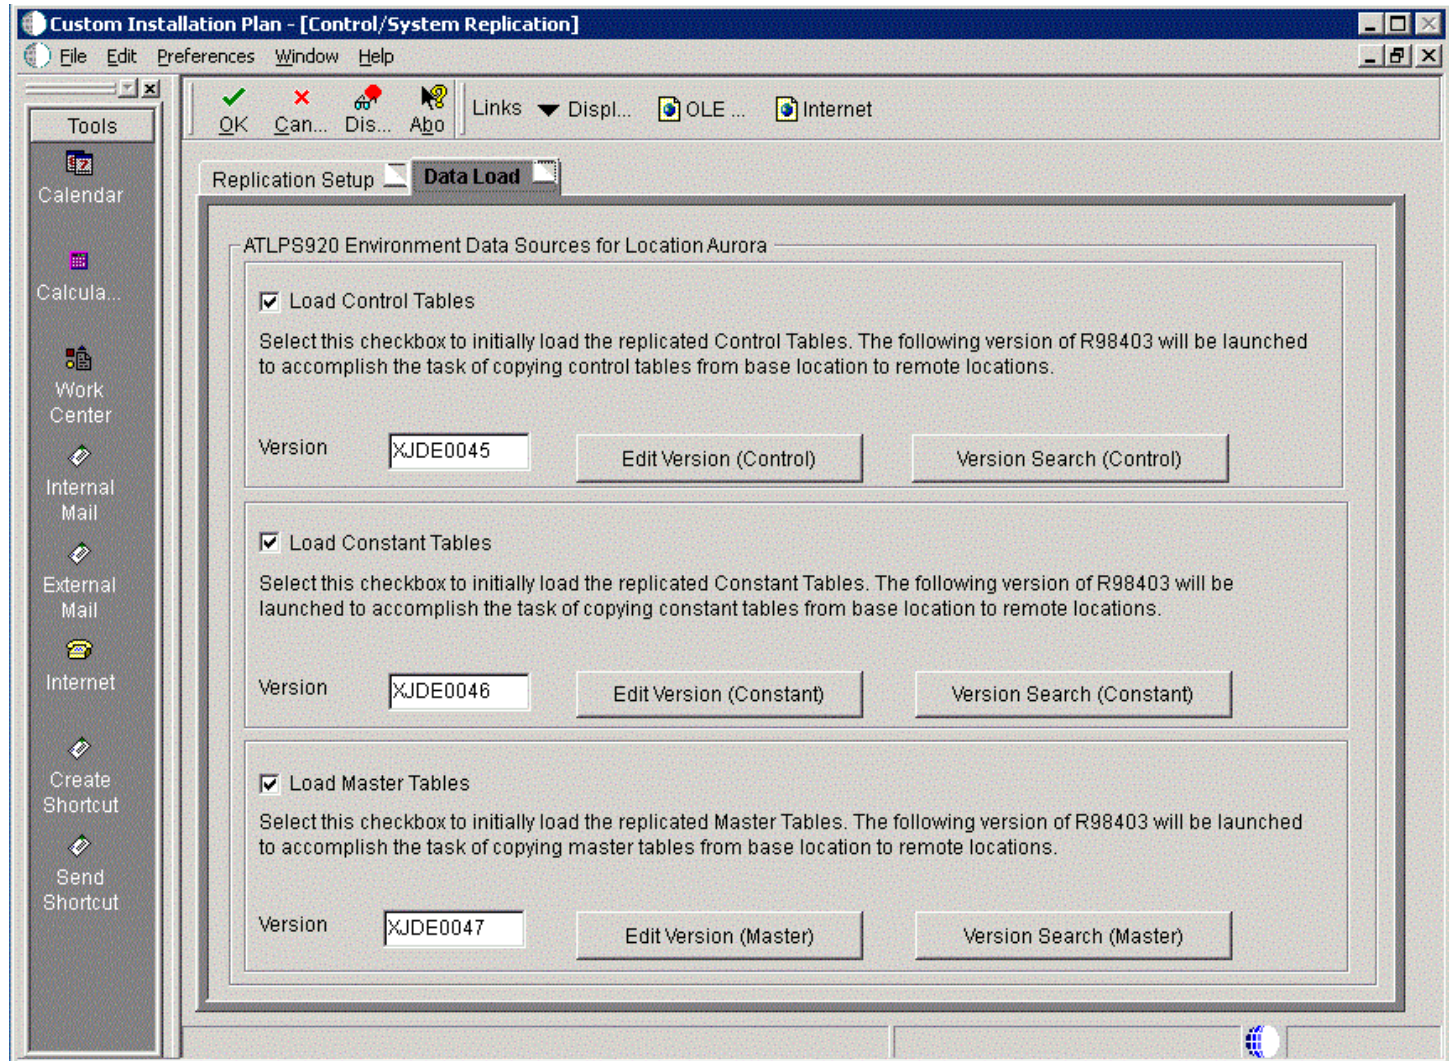 Custom Installation Plan - [Control/System Replication]
File Edit Preferences Window Help
Tools
Calendar
Calcula...
Work
Center
Internal
Mail
External
Mail
Internet
Create
Shortcut
Send
Shortcut
OK Can... Dis... Abo Links Displ... OLE ... Internet
Replication Setup Data Load
ATLPS920 Environment Data Sources for Location Aurora
Load Control Tables
Select this checkbox to initially load the replicated Control Tables. The following version of R98403 will be launched
to accomplish the task of copying control tables from base location to remote locations.
Version XJDE0045 Edit Version (Control) Version Search (Control)
Load Constant Tables
Select this checkbox to initially load the replicated Constant Tables. The following version of R98403 will be
launched to accomplish the task of copying constant tables from base location to remote locations.
Version XJDE0046 Edit Version (Constant) Version Search (Constant)
Load Master Tables
Select this checkbox to initially load the replicated Master Tables. The following version of R98403 will be launched
to accomplish the task of copying master tables from base location to remote locations.
Version XJDE0047 Edit Version (Master) Version Search (Master)